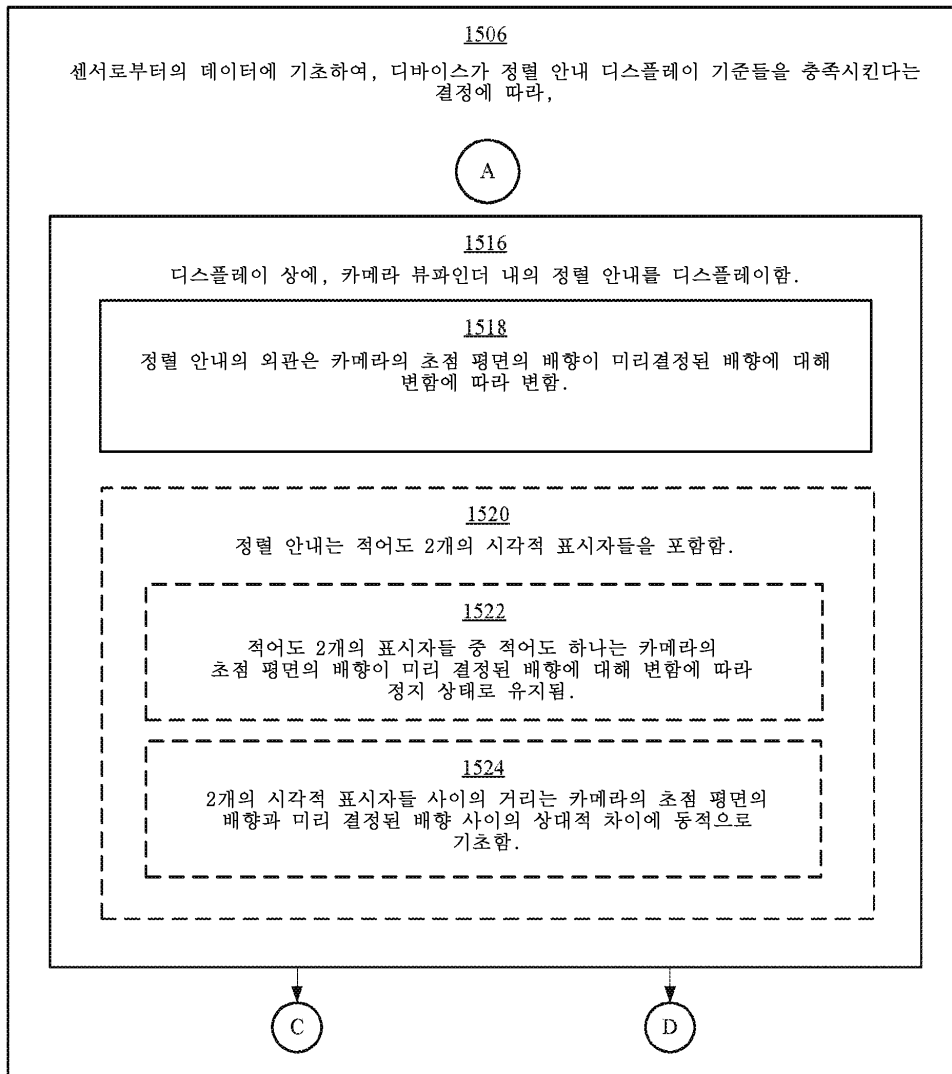 1506
센서로부터의 데이터에 기초하여, 디바이스가 정렬 안내 디스플레이 기준들을 충족시킨다는
결정에 따라,
A
1516
디스플레이 상에, 카메라 뷰파인더 내의 정렬 안내를 디스플레이함.
1518
정렬 안내의 외관은 카메라의 초점 평면의 배향이 미리결정된 배향에 대해
변함에 따라 변함.
1520
정렬 안내는 적어도 2개의 시각적 표시자들을 포함함.
1522
적어도 2개의 표시자들 중 적어도 하나는 카메라의
초점 평면의 배향이 미리 결정된 배향에 대해 변함에 따라
정지 상태로 유지됨.
1524
2개의 시각적 표시자들 사이의 거리는 카메라의 초점 평면의
배향과 미리 결정된 배향 사이의 상대적 차이에 동적으로
기초함.
C
D